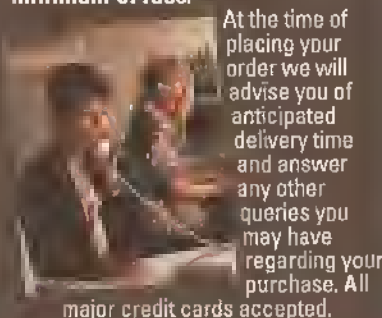 At the time of
placing your
order we will
advise you of
anticipated
delivery time
and answer
any other
queries you
may have
regarding your
purchase. All
major credit cards accepted.